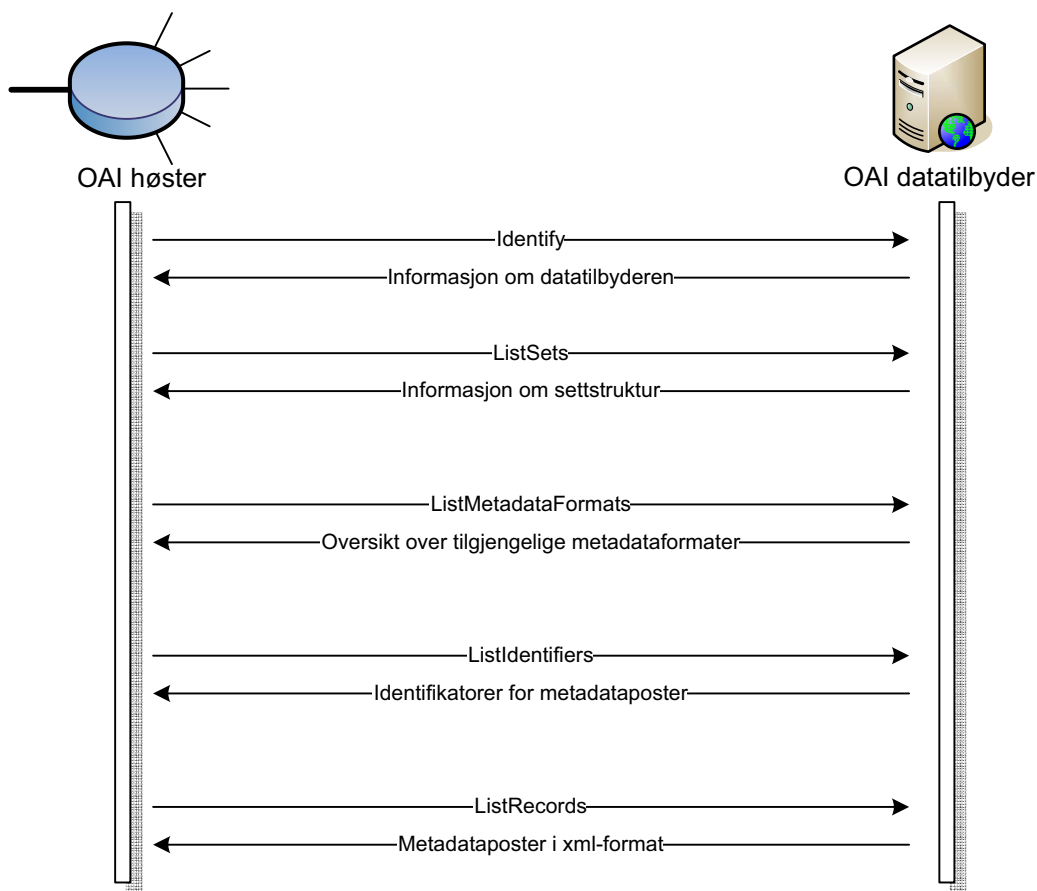 OAI høster
OAI datatilbyder
Identify
Informasjon om datatilbyderen
ListSets
Informasjon om settstruktur
ListMetadataFormats
Oversikt over tilgjengelige metadataformater
ListIdentifiers
Identifikatorer for metadataposter
ListRecords
Metadataposter i xml-format